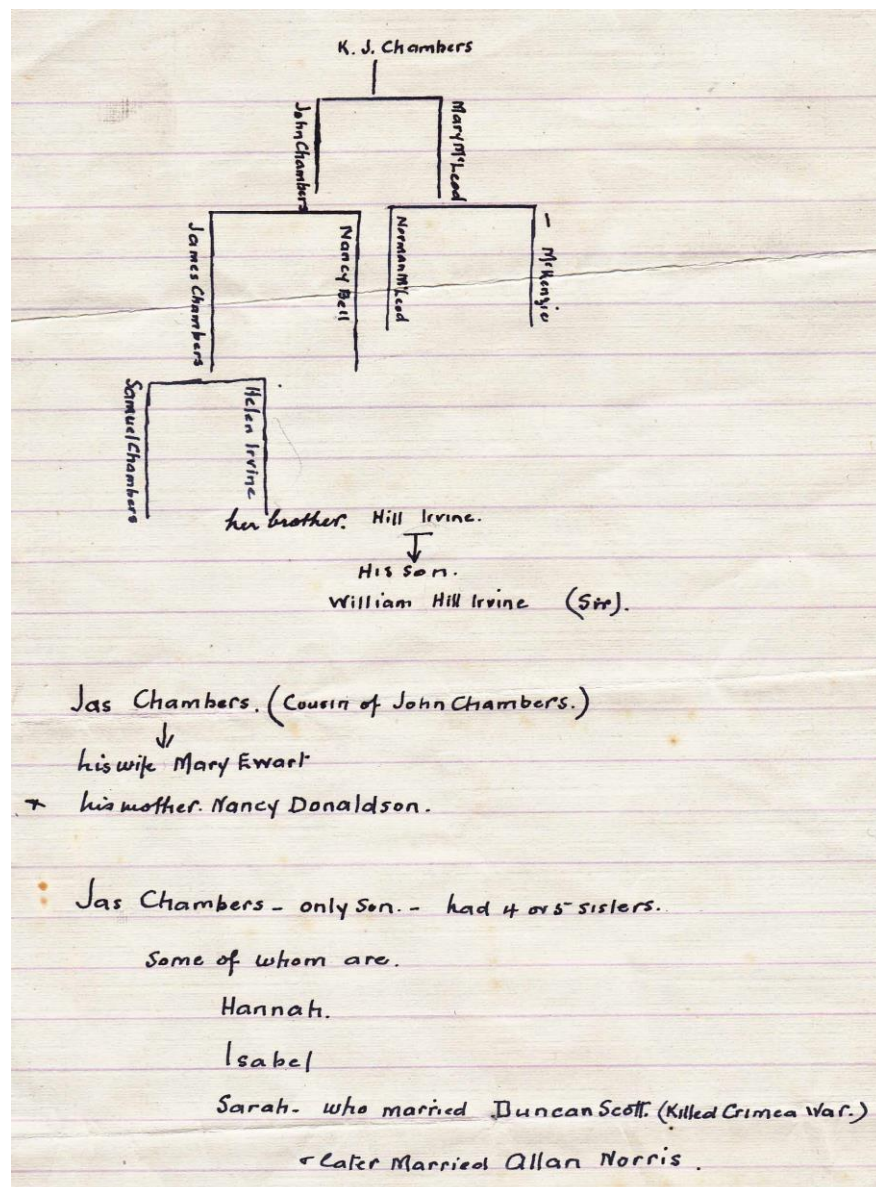 K. J. Chambers
John Chambers
Mary McLeod
James Chambers
Nancy Bell
Norman McLeod
- McKenzie
Samuel Chambers
Helen Irvine
her brother. Hill Irvine.
His son.
William Hill Irvine (Sir).
Jas Chambers. (Cousin of John Chambers.)
his wife Mary Ewart
* his mother. Nancy Donaldson.
Jas Chambers - only son. - had 4 or 5 sisters.
Some of whom are.
Hannah.
Isabel
Sarah - who married Duncan Scott. (Killed Crimea War.)
- later Married Allan Norris.